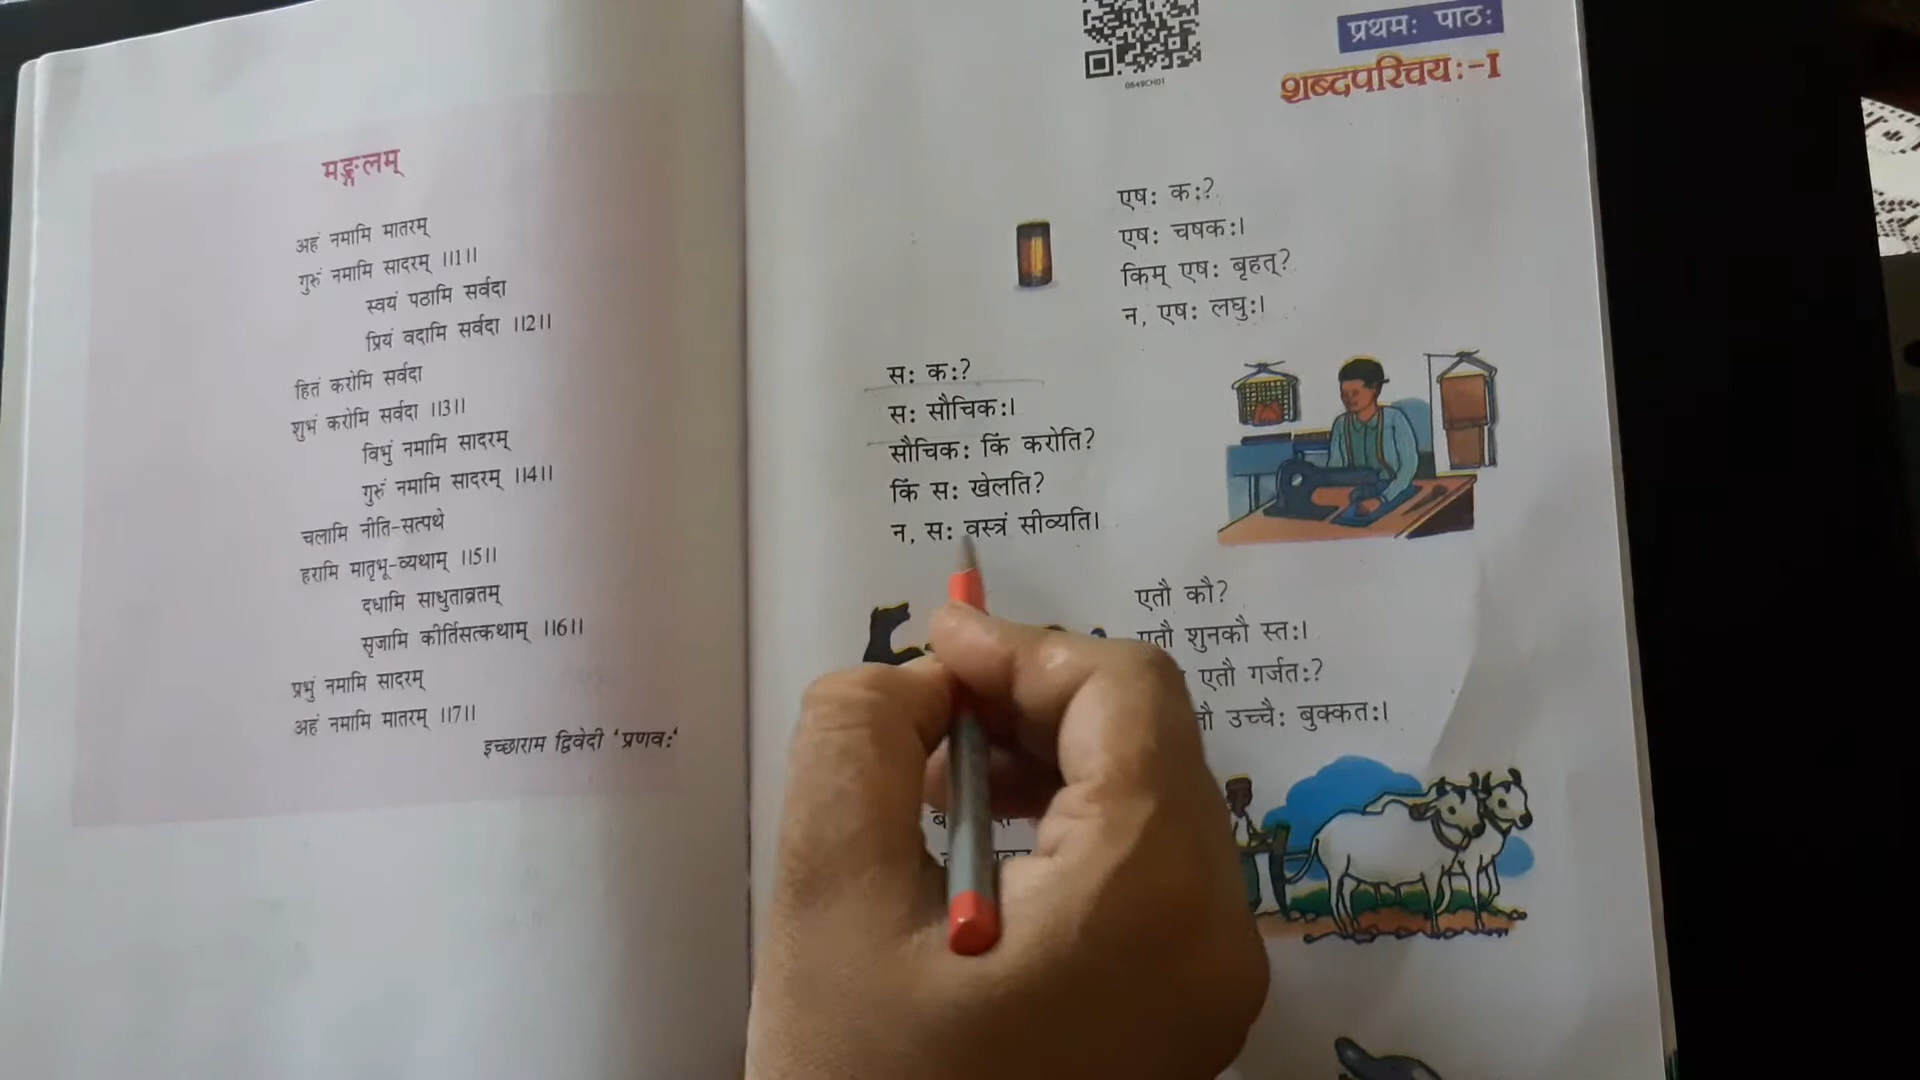 मङ्गलम्
अहं नमामि मातरम्
गुरुं नमामि सादरम् ।।1।।
स्वयं पठामि सर्वदा
प्रियं वदामि सर्वदा ।।2।।
हितं करोमि सर्वदा
शुभं करोमि सर्वदा ।।3।।
विभुं नमामि सादरम्
गुरुं नमामि सादरम् ।।4।।
चलामि नीति-सत्पथे
हरामि मातृभू-व्यथाम् ।।5।।
दधामि साधुताव्रतम्
सृजामि कीर्तिसत्कथाम् ।।6।।
प्रभुं नमामि सादरम्
अहं नमामि मातरम् ।।7।।
इच्छाराम द्विवेदी 'प्रणवः'
0649CH01
प्रथमः पाठः
शब्दपरिचयः-I
एषः कः?
एषः चषकः।
किम् एषः बृहत्?
न, एषः लघुः।
सः कः?
सः सौचिकः।
सौचिकः किं करोति?
किं सः खेलति?
न, सः वस्त्रं सीव्यति।
एतौ कौ?
एतौ शुनकौ स्तः।
एतौ गर्जतः?
उच्चैः बुक्कतः।